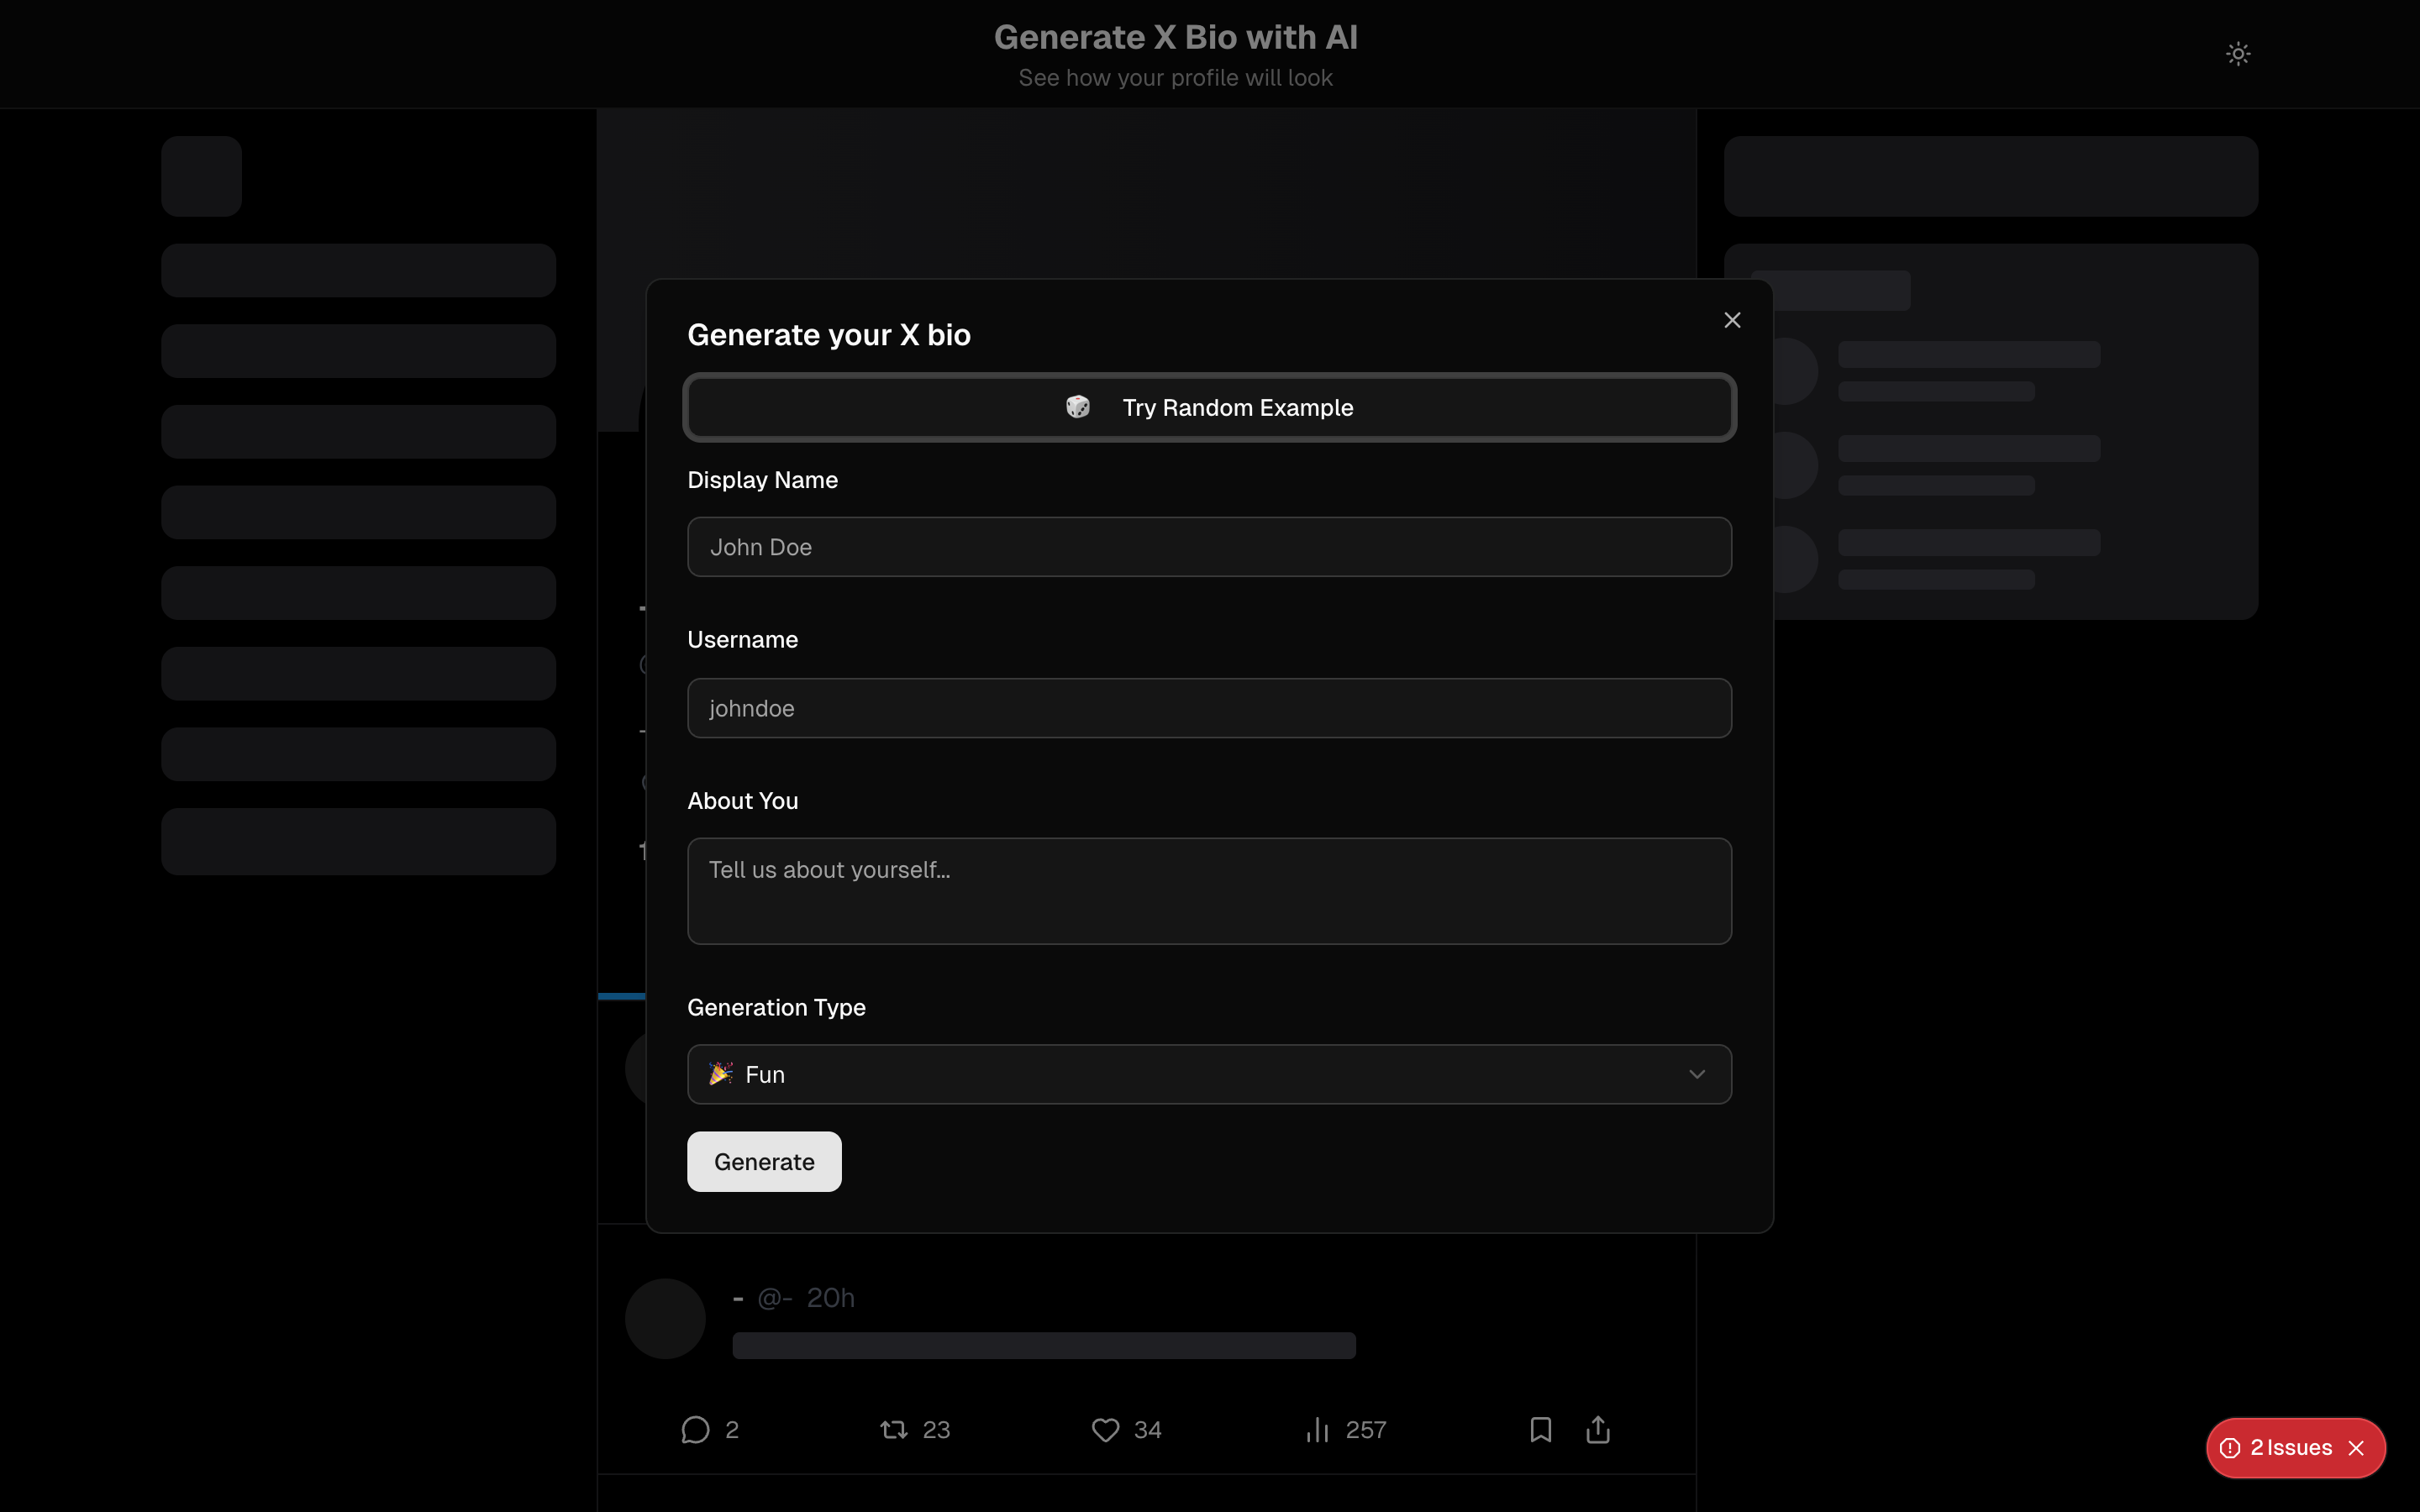 Generate X Bio with AI
See how your profile will look
Generate your X bio
Try Random Example
Display Name
John Doe
Username
johndoe
About You
Tell us about yourself...
Generation Type
Fun
Generate
- @- 20h
2 23 34 257
2 Issues